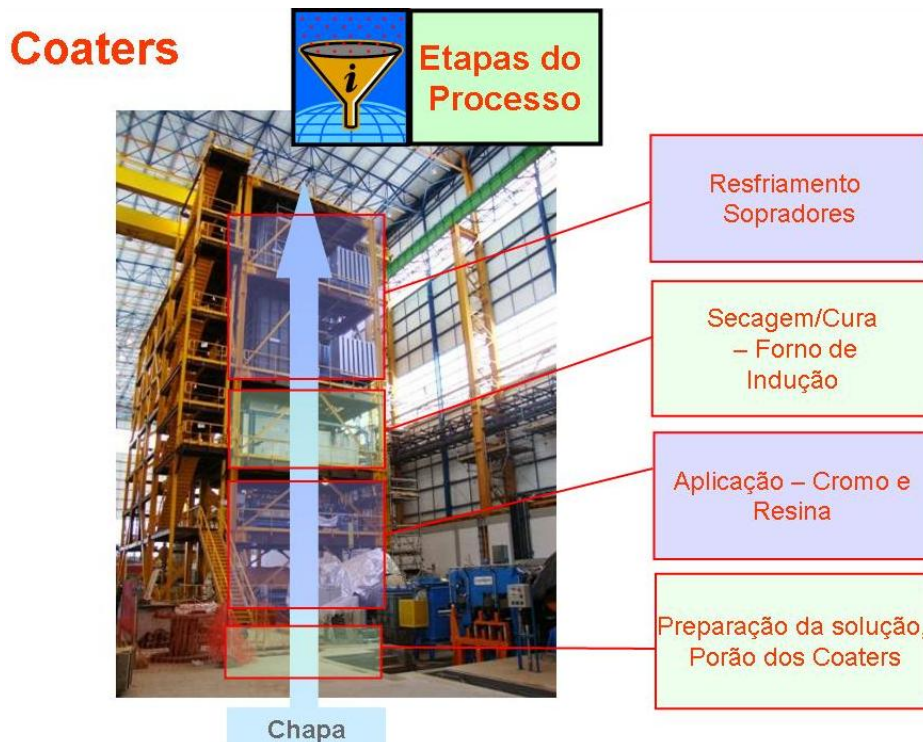 Coaters
i
Etapas do
Processo
Resfriamento
Sopradores
Secagem/Cura
– Forno de
Indução
Aplicação – Cromo e
Resina
Preparação da solução,
Porão dos Coaters
Chapa